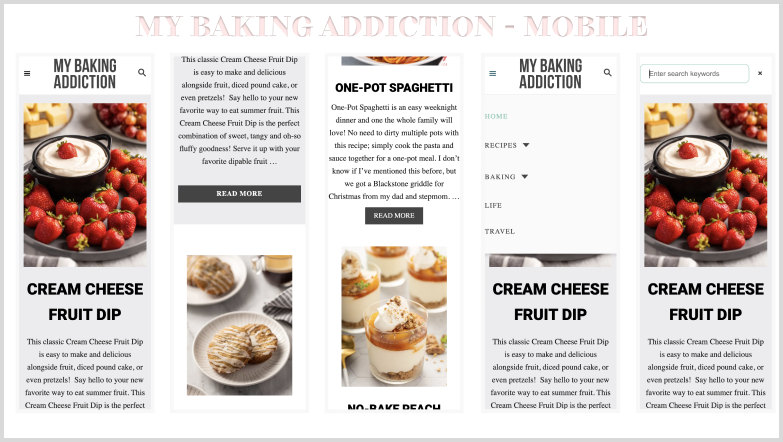 MY BAKING ADDICTION - MOBILE
MY BAKING
ADDICTION
CREAM CHEESE
FRUIT DIP
This classic Cream Cheese Fruit Dip
is easy to make and delicious
alongside fruit, diced pound cake, or
even pretzels!  Say hello to your new
favorite way to eat summer fruit. This
Cream Cheese Fruit Dip is the perfect
This classic Cream Cheese Fruit Dip
is easy to make and delicious
alongside fruit, diced pound cake, or
even pretzels!  Say hello to your new
favorite way to eat summer fruit. This
Cream Cheese Fruit Dip is the perfect
combination of sweet, tangy and oh-so
fluffy goodness! Serve it up with your
favorite dipable fruit …
READ MORE
ONE-POT SPAGHETTI
One-Pot Spaghetti is an easy weeknight
dinner and one the whole family will
love! No need to dirty multiple pots with
this recipe; simply cook the pasta and
sauce together for a one-pot meal. I don’t
know if I’ve mentioned this before, but
we got a Blackstone griddle for
Christmas from my dad and stepmom. …
READ MORE
NO-BAKE PEACH
MY BAKING
ADDICTION
HOME
RECIPES
BAKING
LIFE
TRAVEL
CREAM CHEESE
FRUIT DIP
This classic Cream Cheese Fruit Dip
is easy to make and delicious
alongside fruit, diced pound cake, or
even pretzels!  Say hello to your new
favorite way to eat summer fruit. This
Cream Cheese Fruit Dip is the perfect
Enter search keywords
CREAM CHEESE
FRUIT DIP
This classic Cream Cheese Fruit Dip
is easy to make and delicious
alongside fruit, diced pound cake, or
even pretzels!  Say hello to your new
favorite way to eat summer fruit. This
Cream Cheese Fruit Dip is the perfect